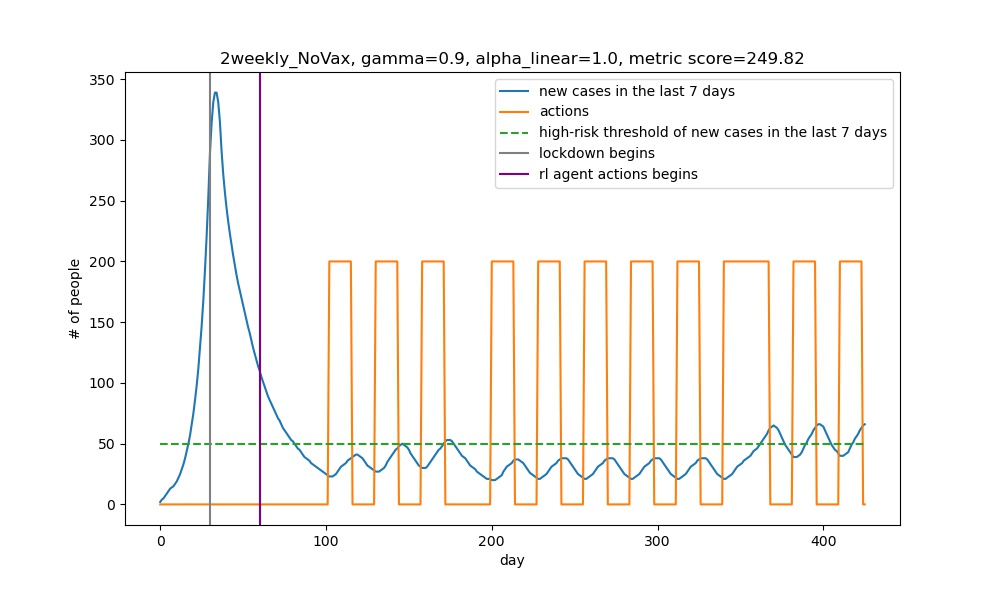 2weekly_NoVax, gamma=0.9, alpha_linear=1.0, metric score=249.82
350
300
250
200
150
100
50
0
# of people
new cases in the last 7 days
actions
high-risk threshold of new cases in the last 7 days
lockdown begins
rl agent actions begins
0 100 200 300 400
day